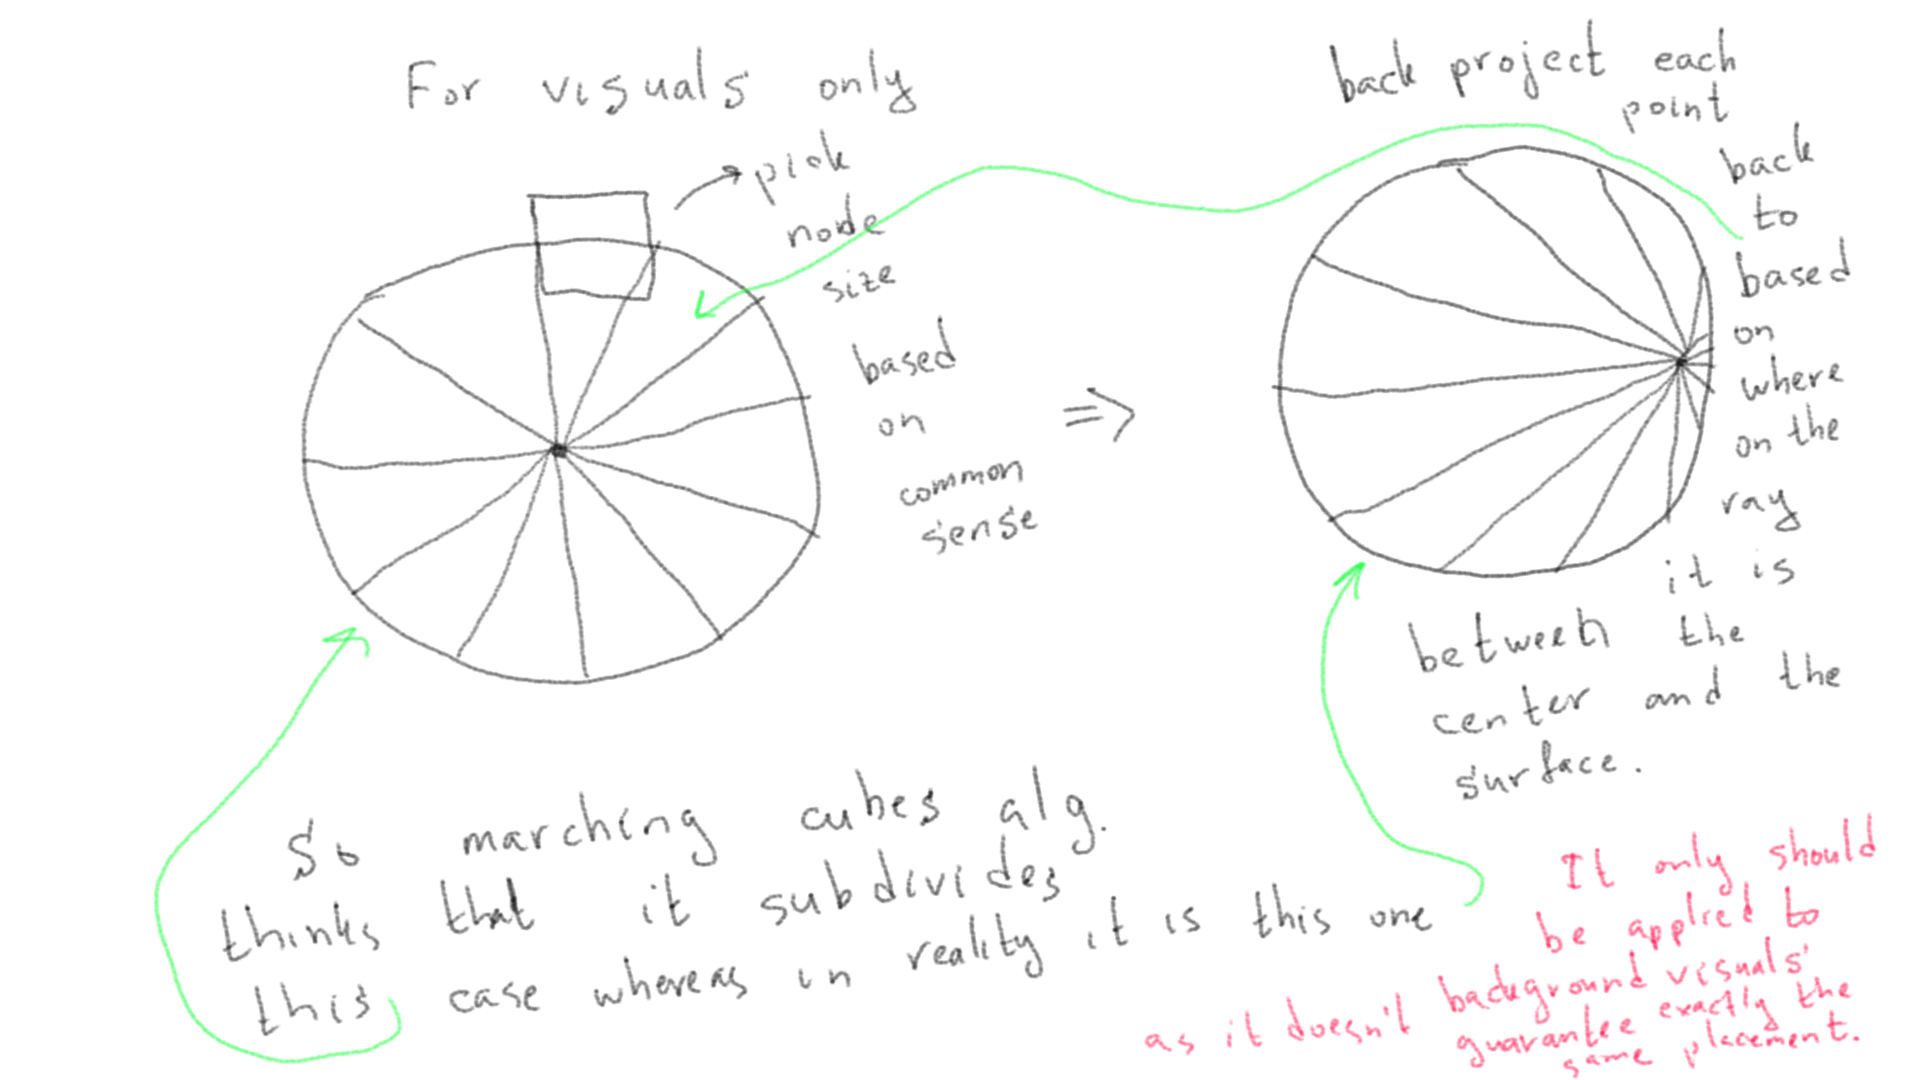 For visuals only
pick
node
size
based
on
common
sense
=>
back project each
point
back
to
based
on
where
on the
ray
it is
between the
center and the
surface.
So marching cubes alg.
thinks that it subdivides
this case whereas in reality it is this one
It only should
be applied to
background visuals
as it doesn't guarantee exactly the
same placement.